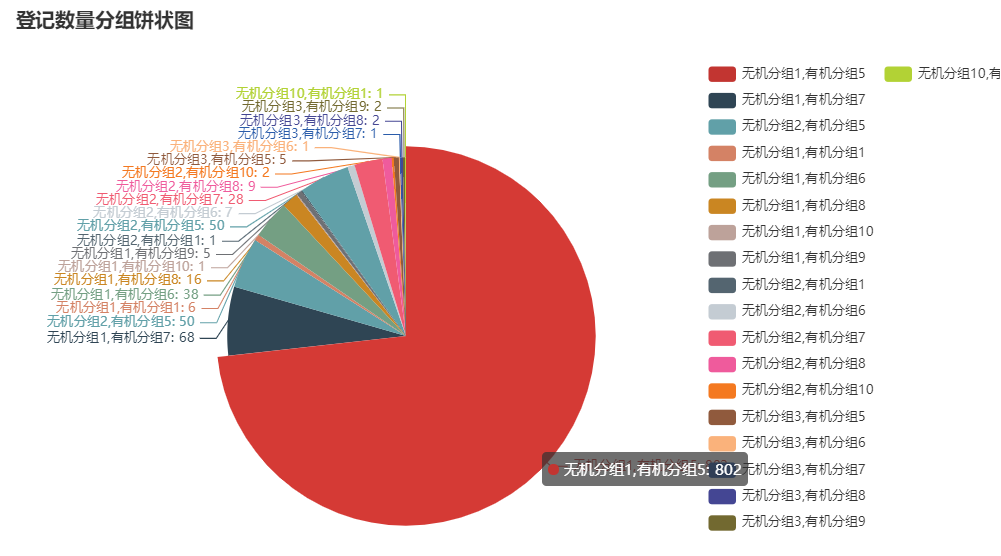 登记数量分组饼状图
无机分组10,有机分组1: 1
无机分组3,有机分组9: 2
无机分组3,有机分组8: 2
无机分组3,有机分组7: 1
无机分组3,有机分组6: 1
无机分组3,有机分组5: 5
无机分组2,有机分组10: 2
无机分组2,有机分组8: 9
无机分组2,有机分组7: 28
无机分组2,有机分组6: 7
无机分组2,有机分组5: 50
无机分组2,有机分组1: 1
无机分组1,有机分组9: 5
无机分组1,有机分组10: 1
无机分组1,有机分组8: 16
无机分组1,有机分组6: 38
无机分组1,有机分组1: 6
无机分组2,有机分组5: 50
无机分组1,有机分组7: 68
无机分组1,有机分组5: 802
无机分组1,有机分组5
无机分组1,有机分组7
无机分组2,有机分组5
无机分组1,有机分组1
无机分组1,有机分组6
无机分组1,有机分组8
无机分组1,有机分组10
无机分组1,有机分组9
无机分组2,有机分组1
无机分组2,有机分组6
无机分组2,有机分组7
无机分组2,有机分组8
无机分组2,有机分组10
无机分组3,有机分组5
无机分组3,有机分组6
无机分组3,有机分组7
无机分组3,有机分组8
无机分组3,有机分组9
无机分组10,有